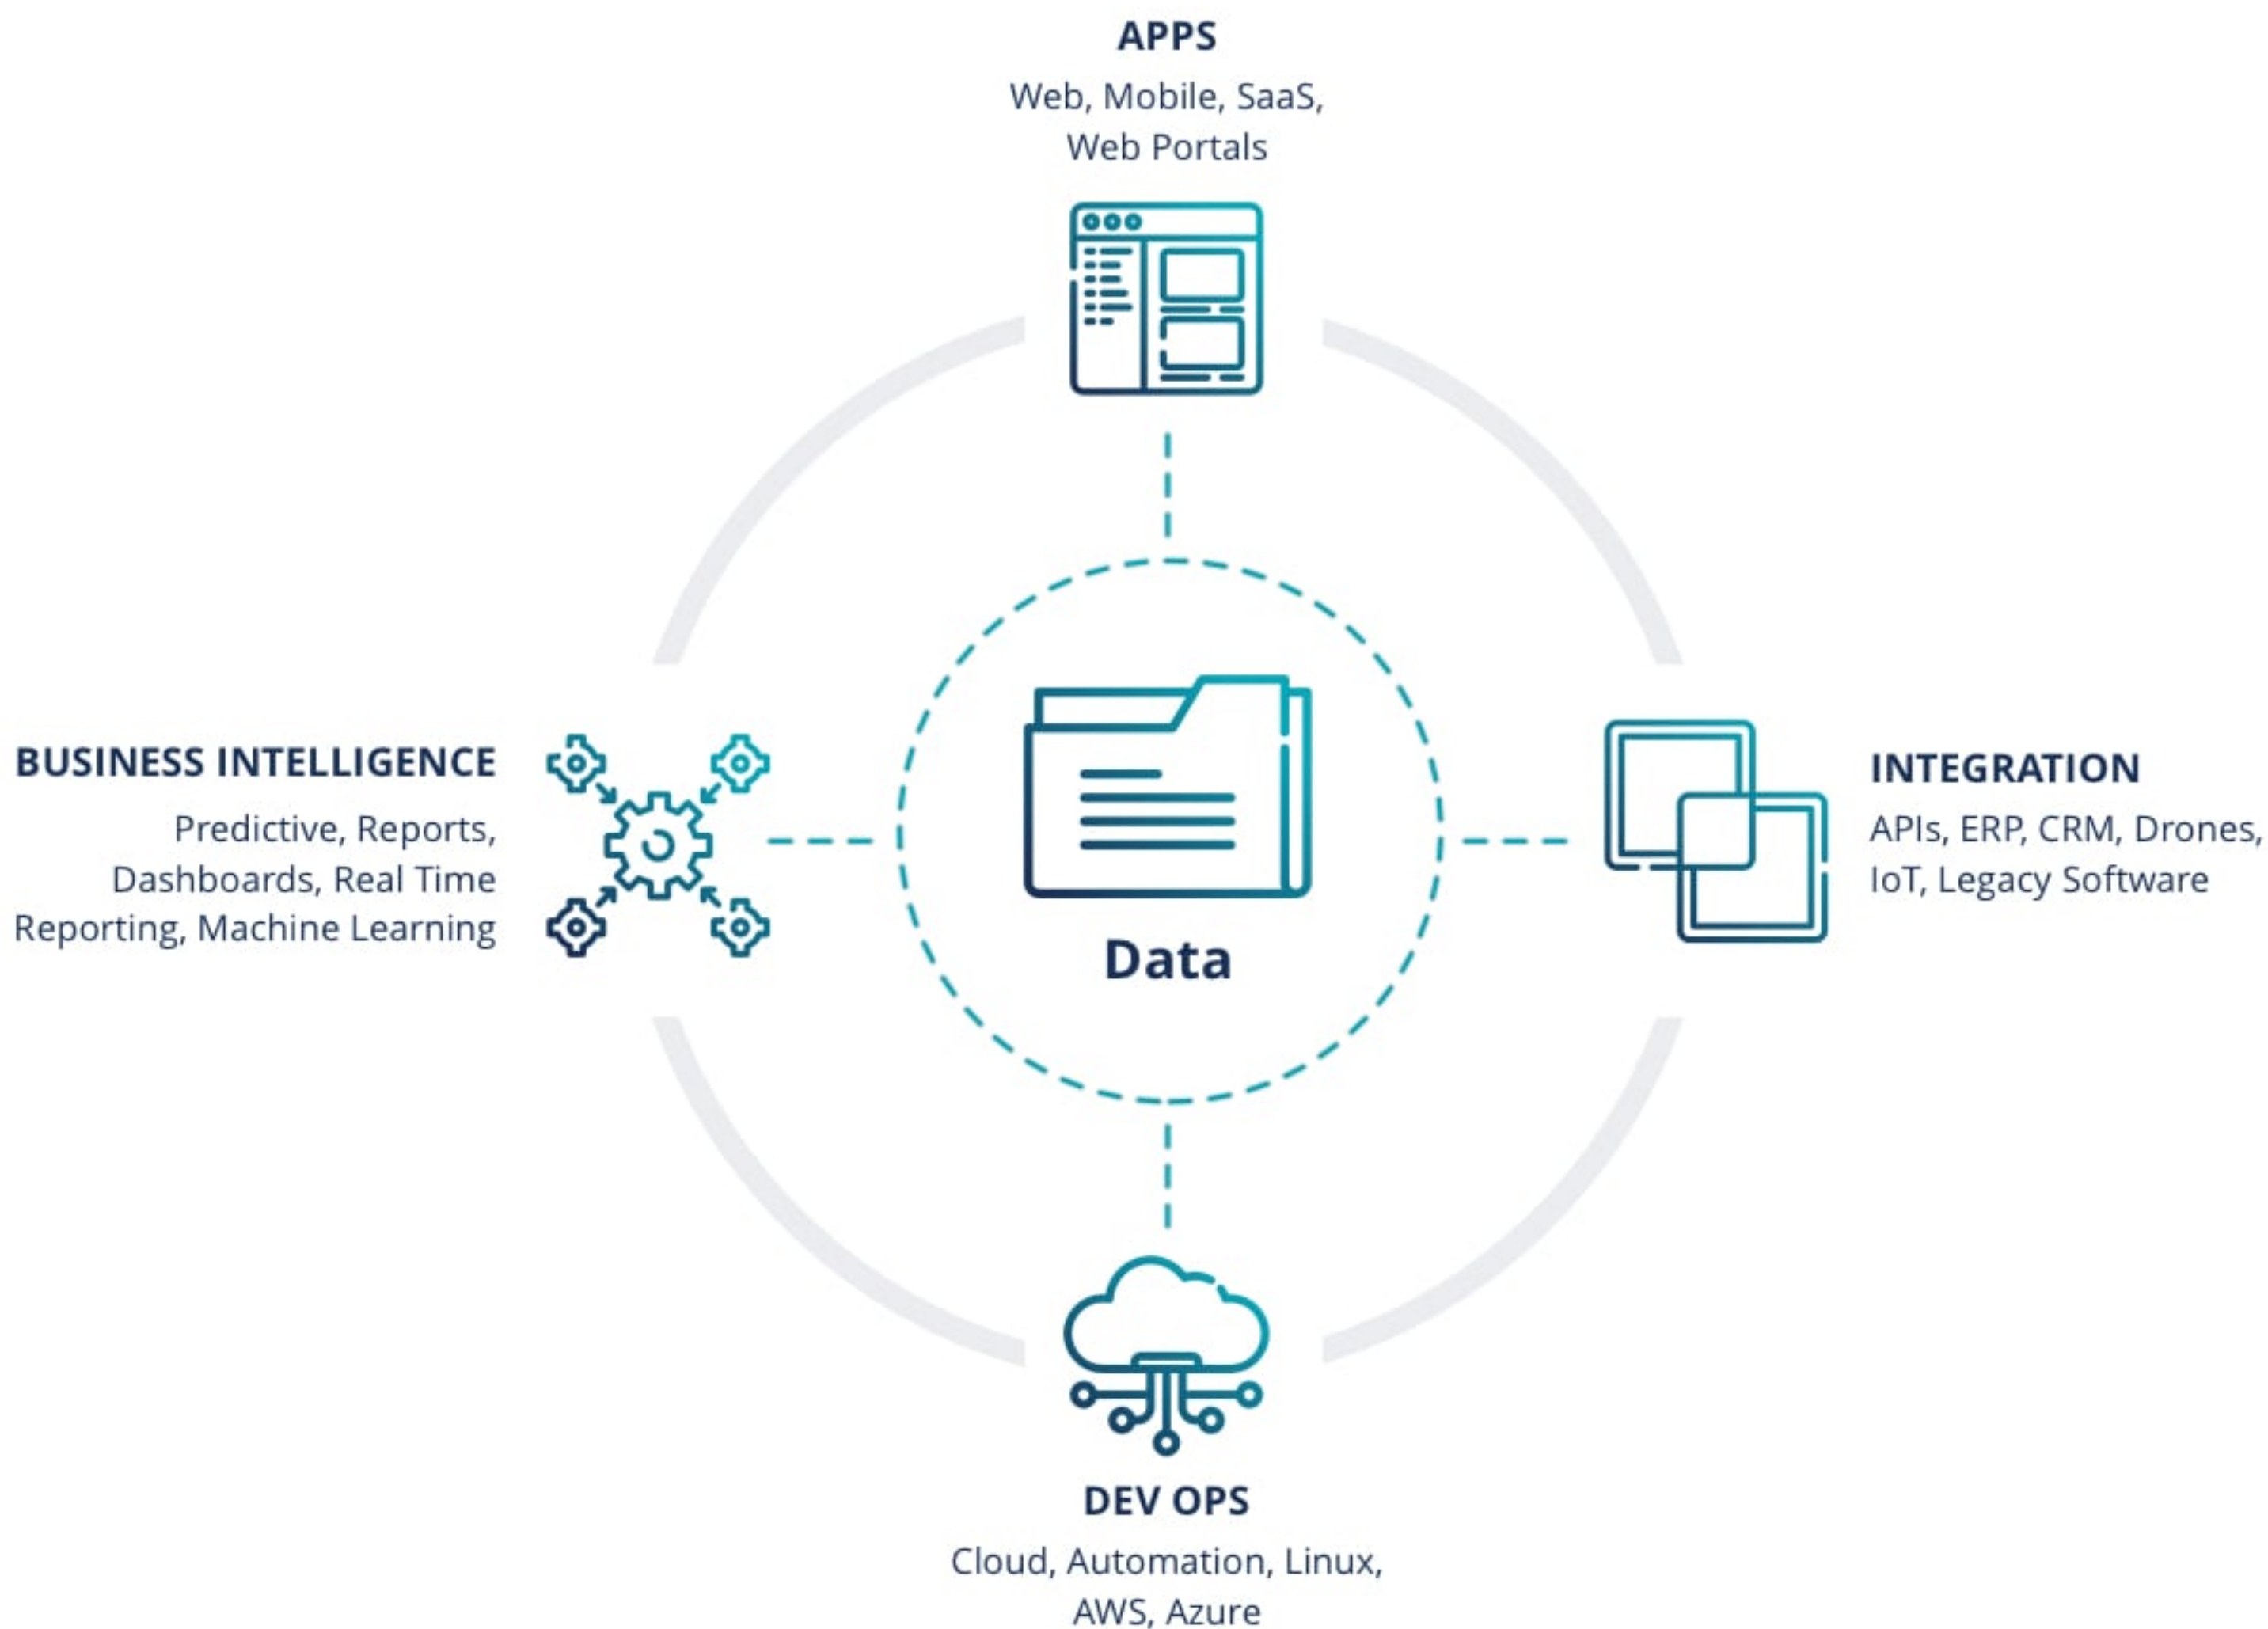 APPS
Web, Mobile, SaaS,
Web Portals
BUSINESS INTELLIGENCE
Predictive, Reports,
Dashboards, Real Time
Reporting, Machine Learning
Data
INTEGRATION
APIs, ERP, CRM, Drones,
IoT, Legacy Software
DEV OPS
Cloud, Automation, Linux,
AWS, Azure